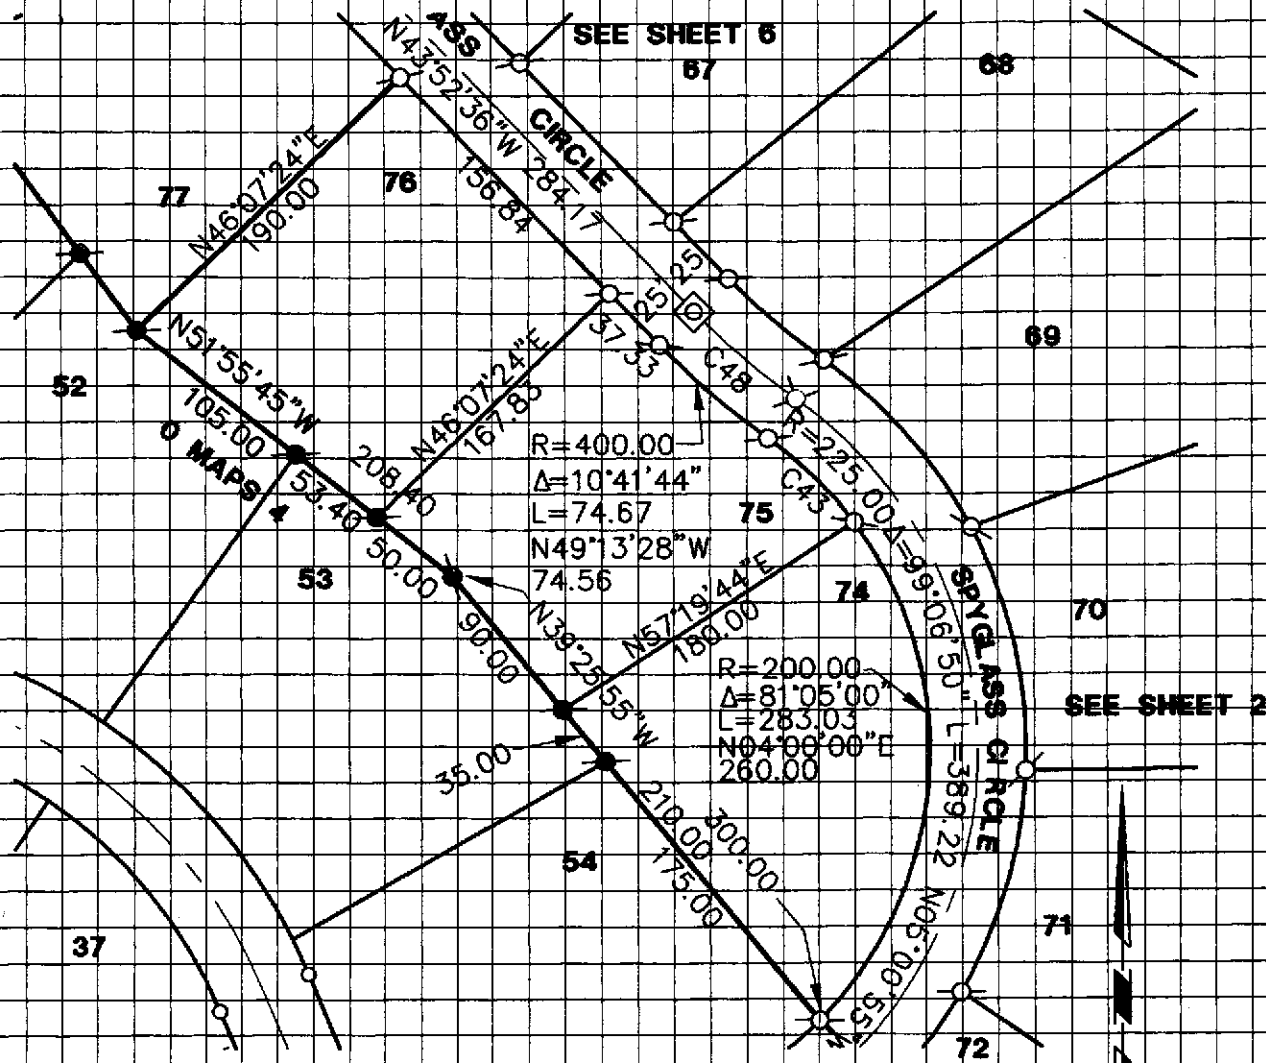 ASS
CIRCLE
SEE SHEET 6
67
68
N43°52'36"W 284.17
156.84
77
N46°07'24"E
190.00
76
25' 25'
37.33
C48
69
52
N51°55'45"W
105.00
O MAPS 4
208.40
53.40
N46°07'24"E
167.83
R=400.00
Δ=10°41'44"
L=74.67
N49°13'28"W
74.56
C43
75
R=225.00 Δ=99°06'50" L=389.22 N05°00'55"
SPYGLASS CIRCLE
53
50.00
90.00
N39°25'55"W
N57°19'44"E
180.00
74
70
R=200.00
Δ=81°05'00"
L=283.03
N04°00'00"E
260.00
SEE SHEET 2
35.00
210.00
175.00
300.00
54
37
71
72